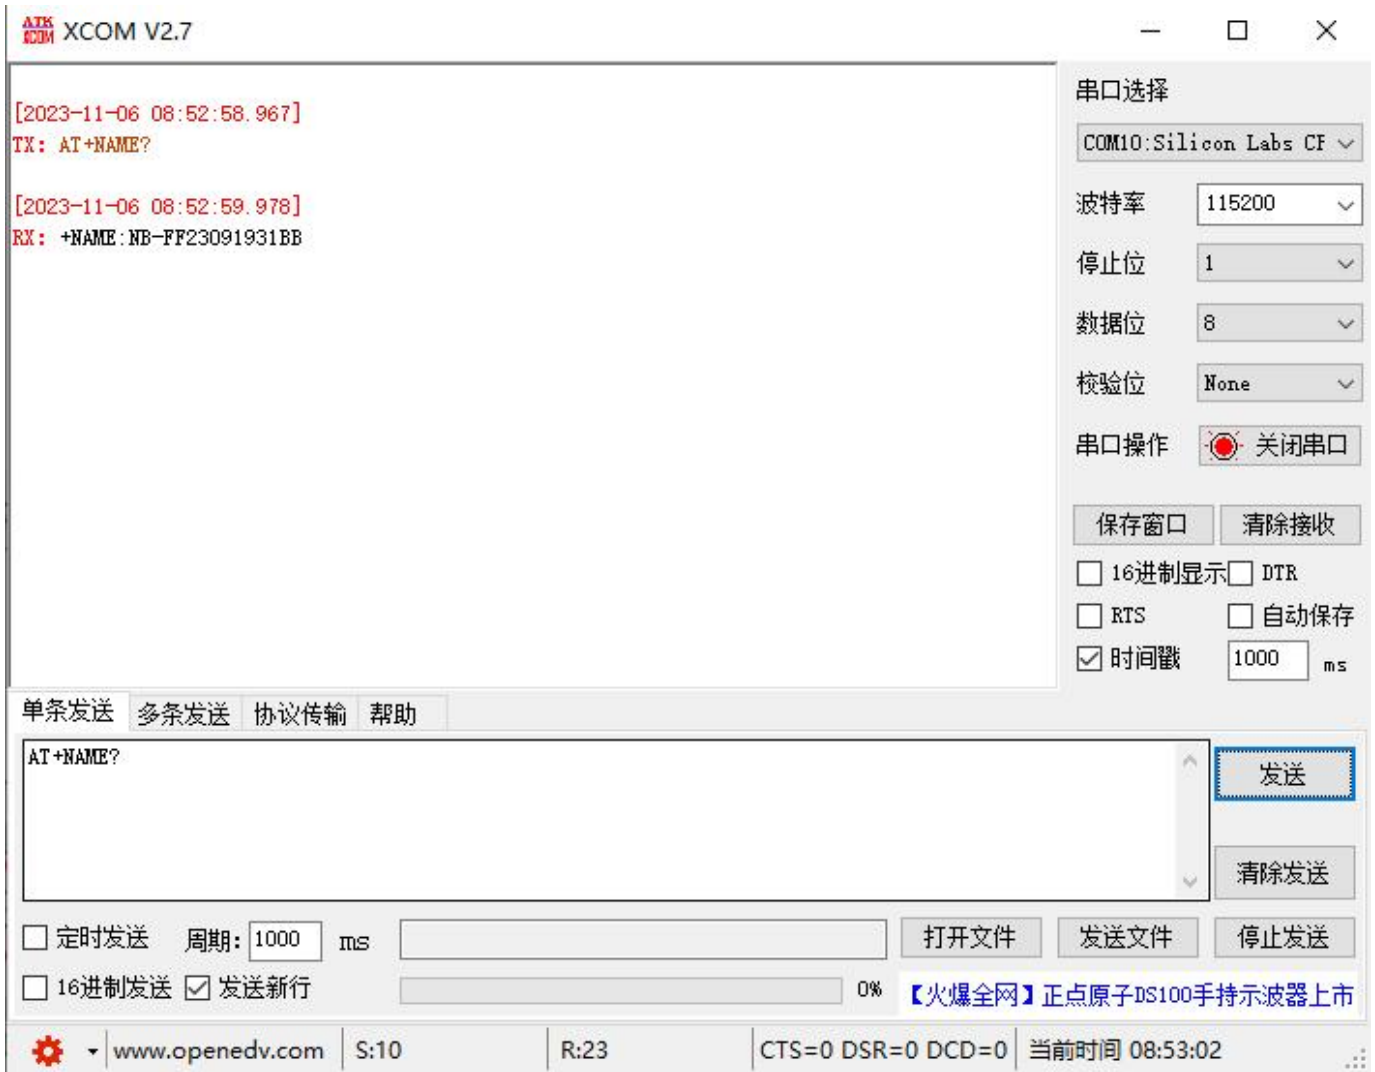 ATK XCOM XCOM V2.7
[2023-11-06 08:52:58.967]
TX: AT+NAME?
[2023-11-06 08:52:59.978]
RX: +NAME:NB-FF23091931BB
串口选择
COM10:Silicon Labs CP
波特率 115200
停止位 1
数据位 8
校验位 None
串口操作 关闭串口
保存窗口 清除接收
16进制显示 DTR
RTS 自动保存
时间戳 1000 ms
单条发送 多条发送 协议传输 帮助
AT+NAME?
发送
清除发送
定时发送 周期: 1000 ms 打开文件 发送文件 停止发送
16进制发送 发送新行 0% 【火爆全网】正点原子DS100手持示波器上市
www.openedv.com S:10 R:23 CTS=0 DSR=0 DCD=0 当前时间 08:53:02